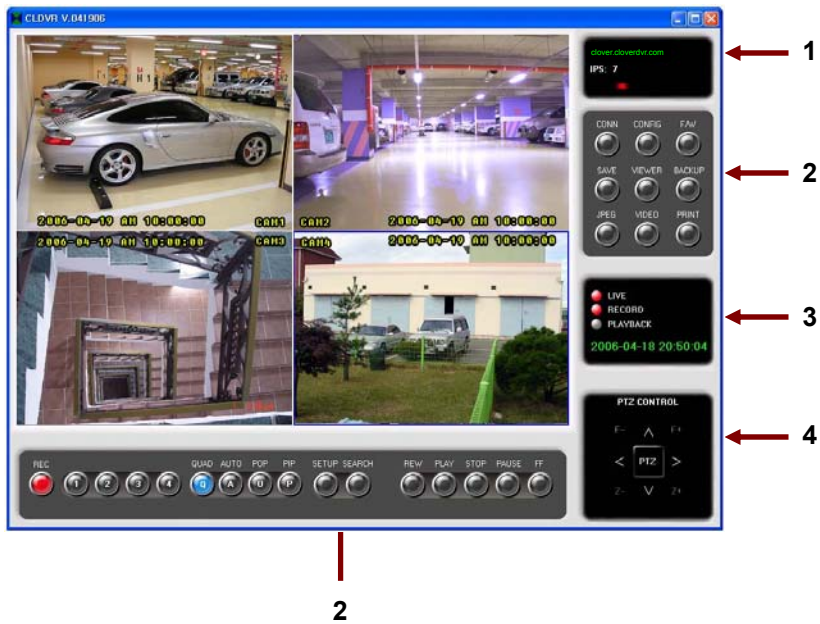 CLDVR V.041906
clover.cloverdvr.com
IPS: 7
1
CONN CONFIG FAV
SAVE VIEWER BACKUP
JPEG VIDEO PRINT
2
2006-04-19 AM 10:00:00 CAM1
CAM2 2006-04-19 AM 10:00:00
2006-04-19 AM 10:00:00 CAM3
CAM4 2006-04-19 AM 10:00:00
H 1
LIVE
RECORD
PLAYBACK
2006-04-18 20:50:04
3
PTZ CONTROL
F- ∧ F+
< PTZ >
Z- ∨ Z+
4
REC QUAD AUTO POP PIP SETUP SEARCH REW PLAY STOP PAUSE FF
1 2 3 4 Q A U P
2